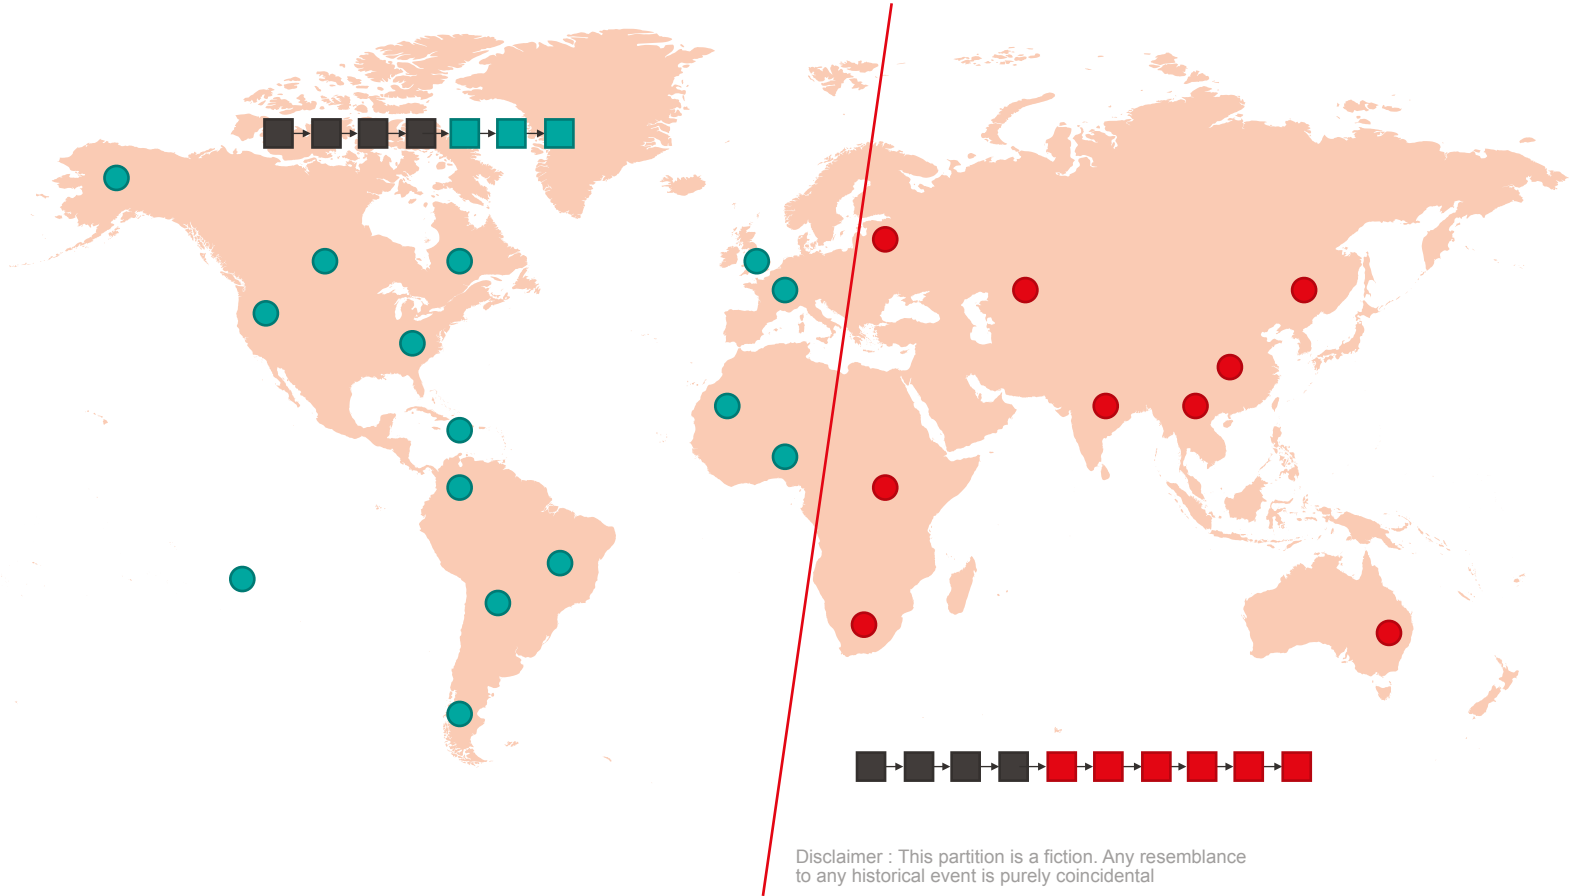 Disclaimer : This partition is a fiction. Any resemblance
to any historical event is purely coincidental